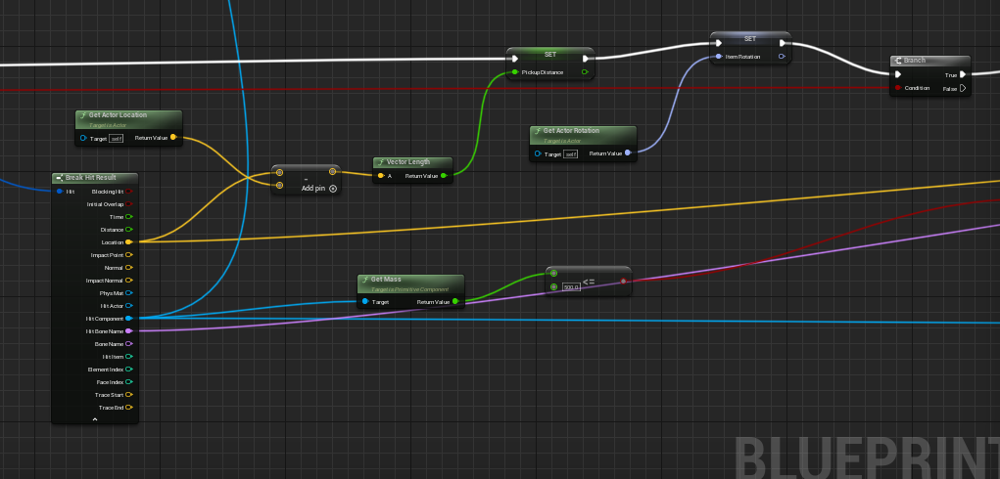 SET
PickupDistance
SET
Item Rotation
Branch
True
Condition
False
Get Actor Location
Target is Actor
Target
self
Return Value
Get Actor Rotation
Target is Actor
Target
self
Return Value
Vector Length
A
Return Value
-
Add pin
Break Hit Result
Hit
Blocking Hit
Initial Overlap
Time
Distance
Location
Impact Point
Normal
Impact Normal
Phys Mat
Hit Actor
Hit Component
Hit Bone Name
Bone Name
Hit Item
Element Index
Face Index
Trace Start
Trace End
Get Mass
Target is Primitive Component
Target
Return Value
500.0
<=
BLUEPRINT